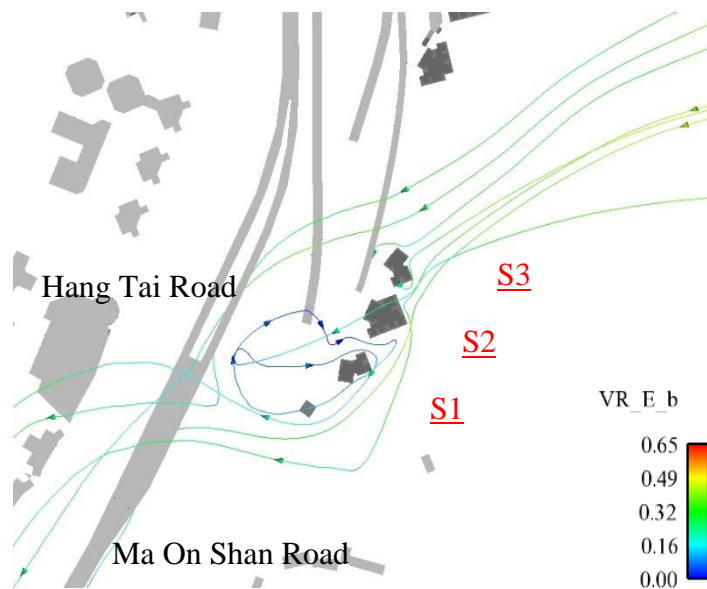 S3
Hang Tai Road
S2
VR_E_b
S1
0.65
0.49
0.32
0.16
Ma On Shan Road
0.00